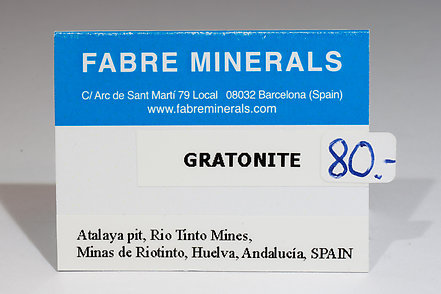 FABRE MINERALS
C/ Arc de Sant Martí 79 Local 08032 Barcelona (Spain)
www.fabreminerals.com
GRATONITE 80.-
Atalaya pit, Rio Tinto Mines,
Minas de Riotinto, Huelva, Andalucía, SPAIN